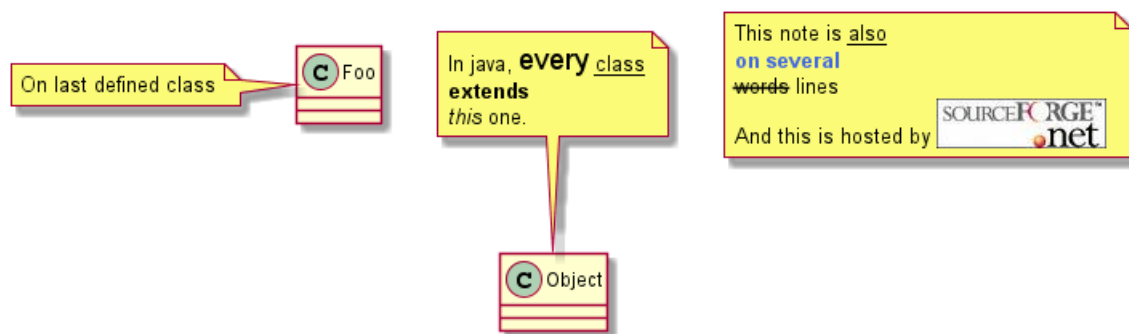 On last defined class
C Foo
In java, every class
extends
this one.
C Object
This note is also
on several
words lines
And this is hosted by SOURCEFORGE™
.net